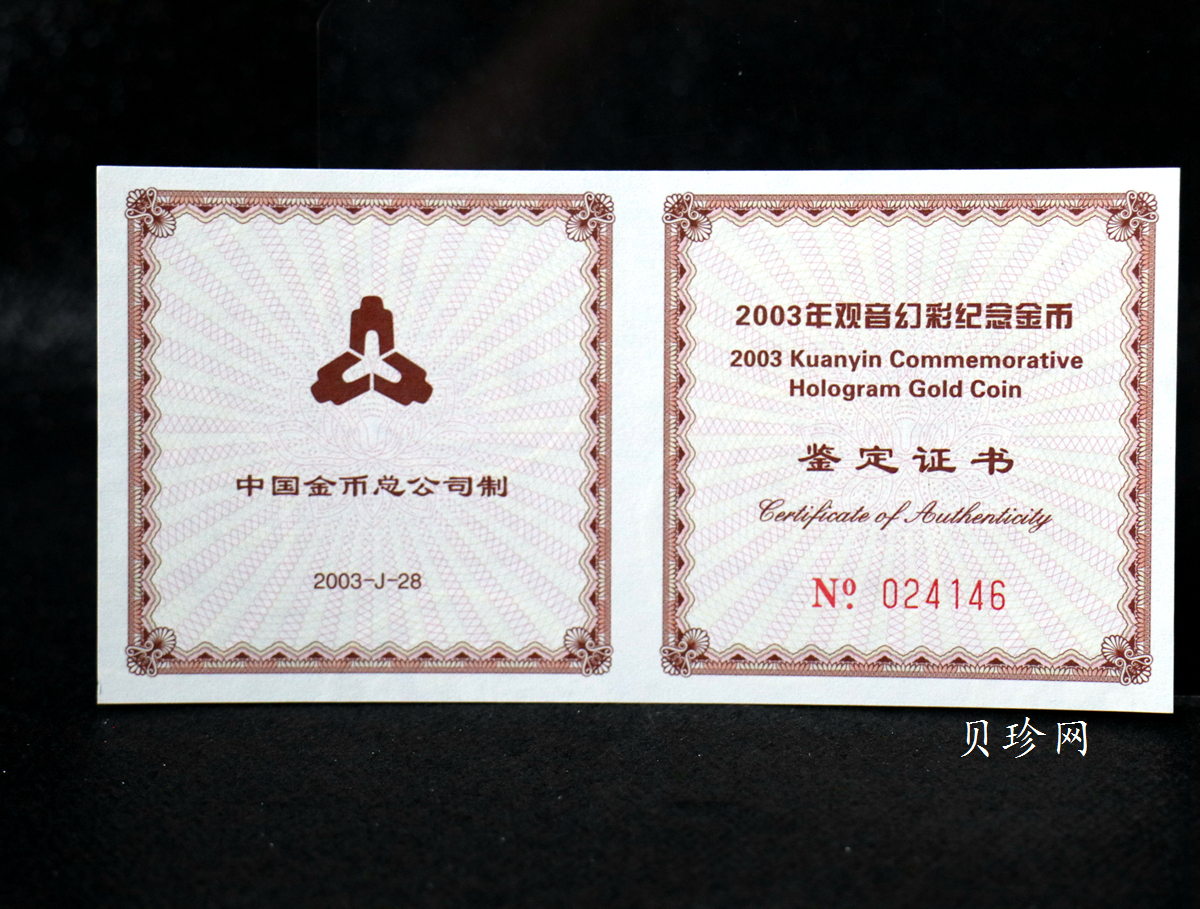 中国金币总公司制
2003-J-28
2003年观音幻彩纪念金币
2003 Kuanyin Commemorative
Hologram Gold Coin
鉴定证书
Certificate of Authenticity
Nº. 024146
贝珍网